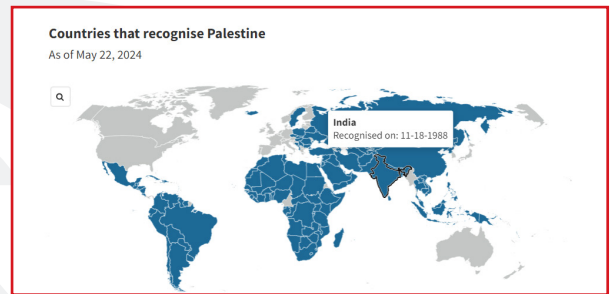 Countries that recognise Palestine
As of May 22, 2024
India
Recognised on: 11-18-1988